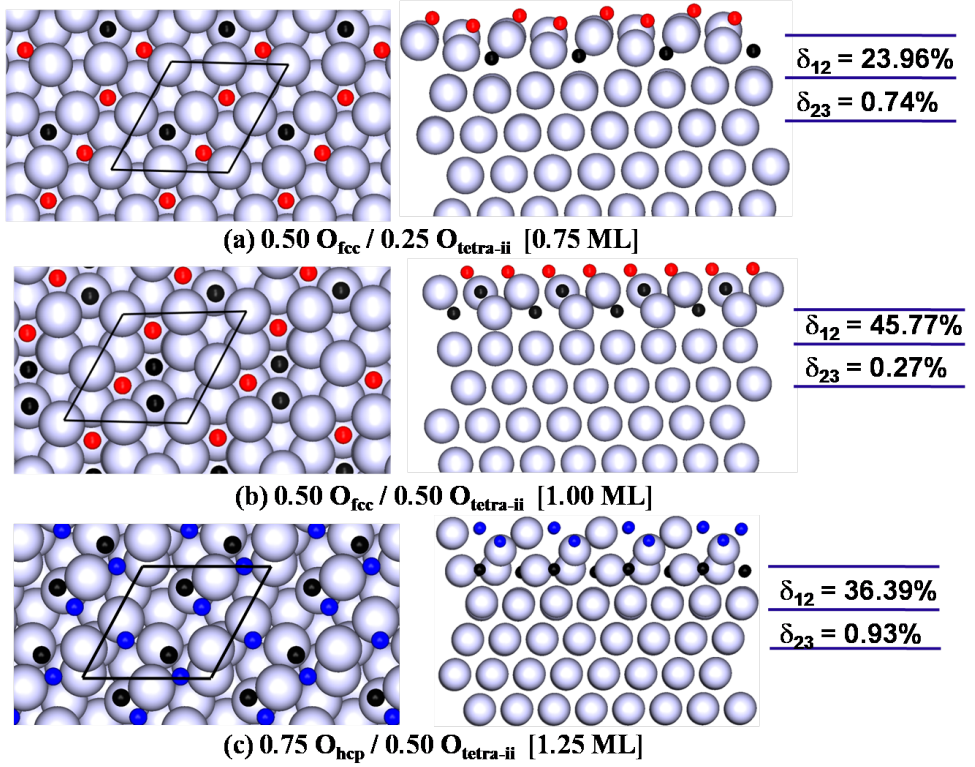 δ12 = 23.96%
δ23 = 0.74%
(a) 0.50 Ofcc / 0.25 Otetra-ii [0.75 ML]
δ12 = 45.77%
δ23 = 0.27%
(b) 0.50 Ofcc / 0.50 Otetra-ii [1.00 ML]
δ12 = 36.39%
δ23 = 0.93%
(c) 0.75 Ohcp / 0.50 Otetra-ii [1.25 ML]